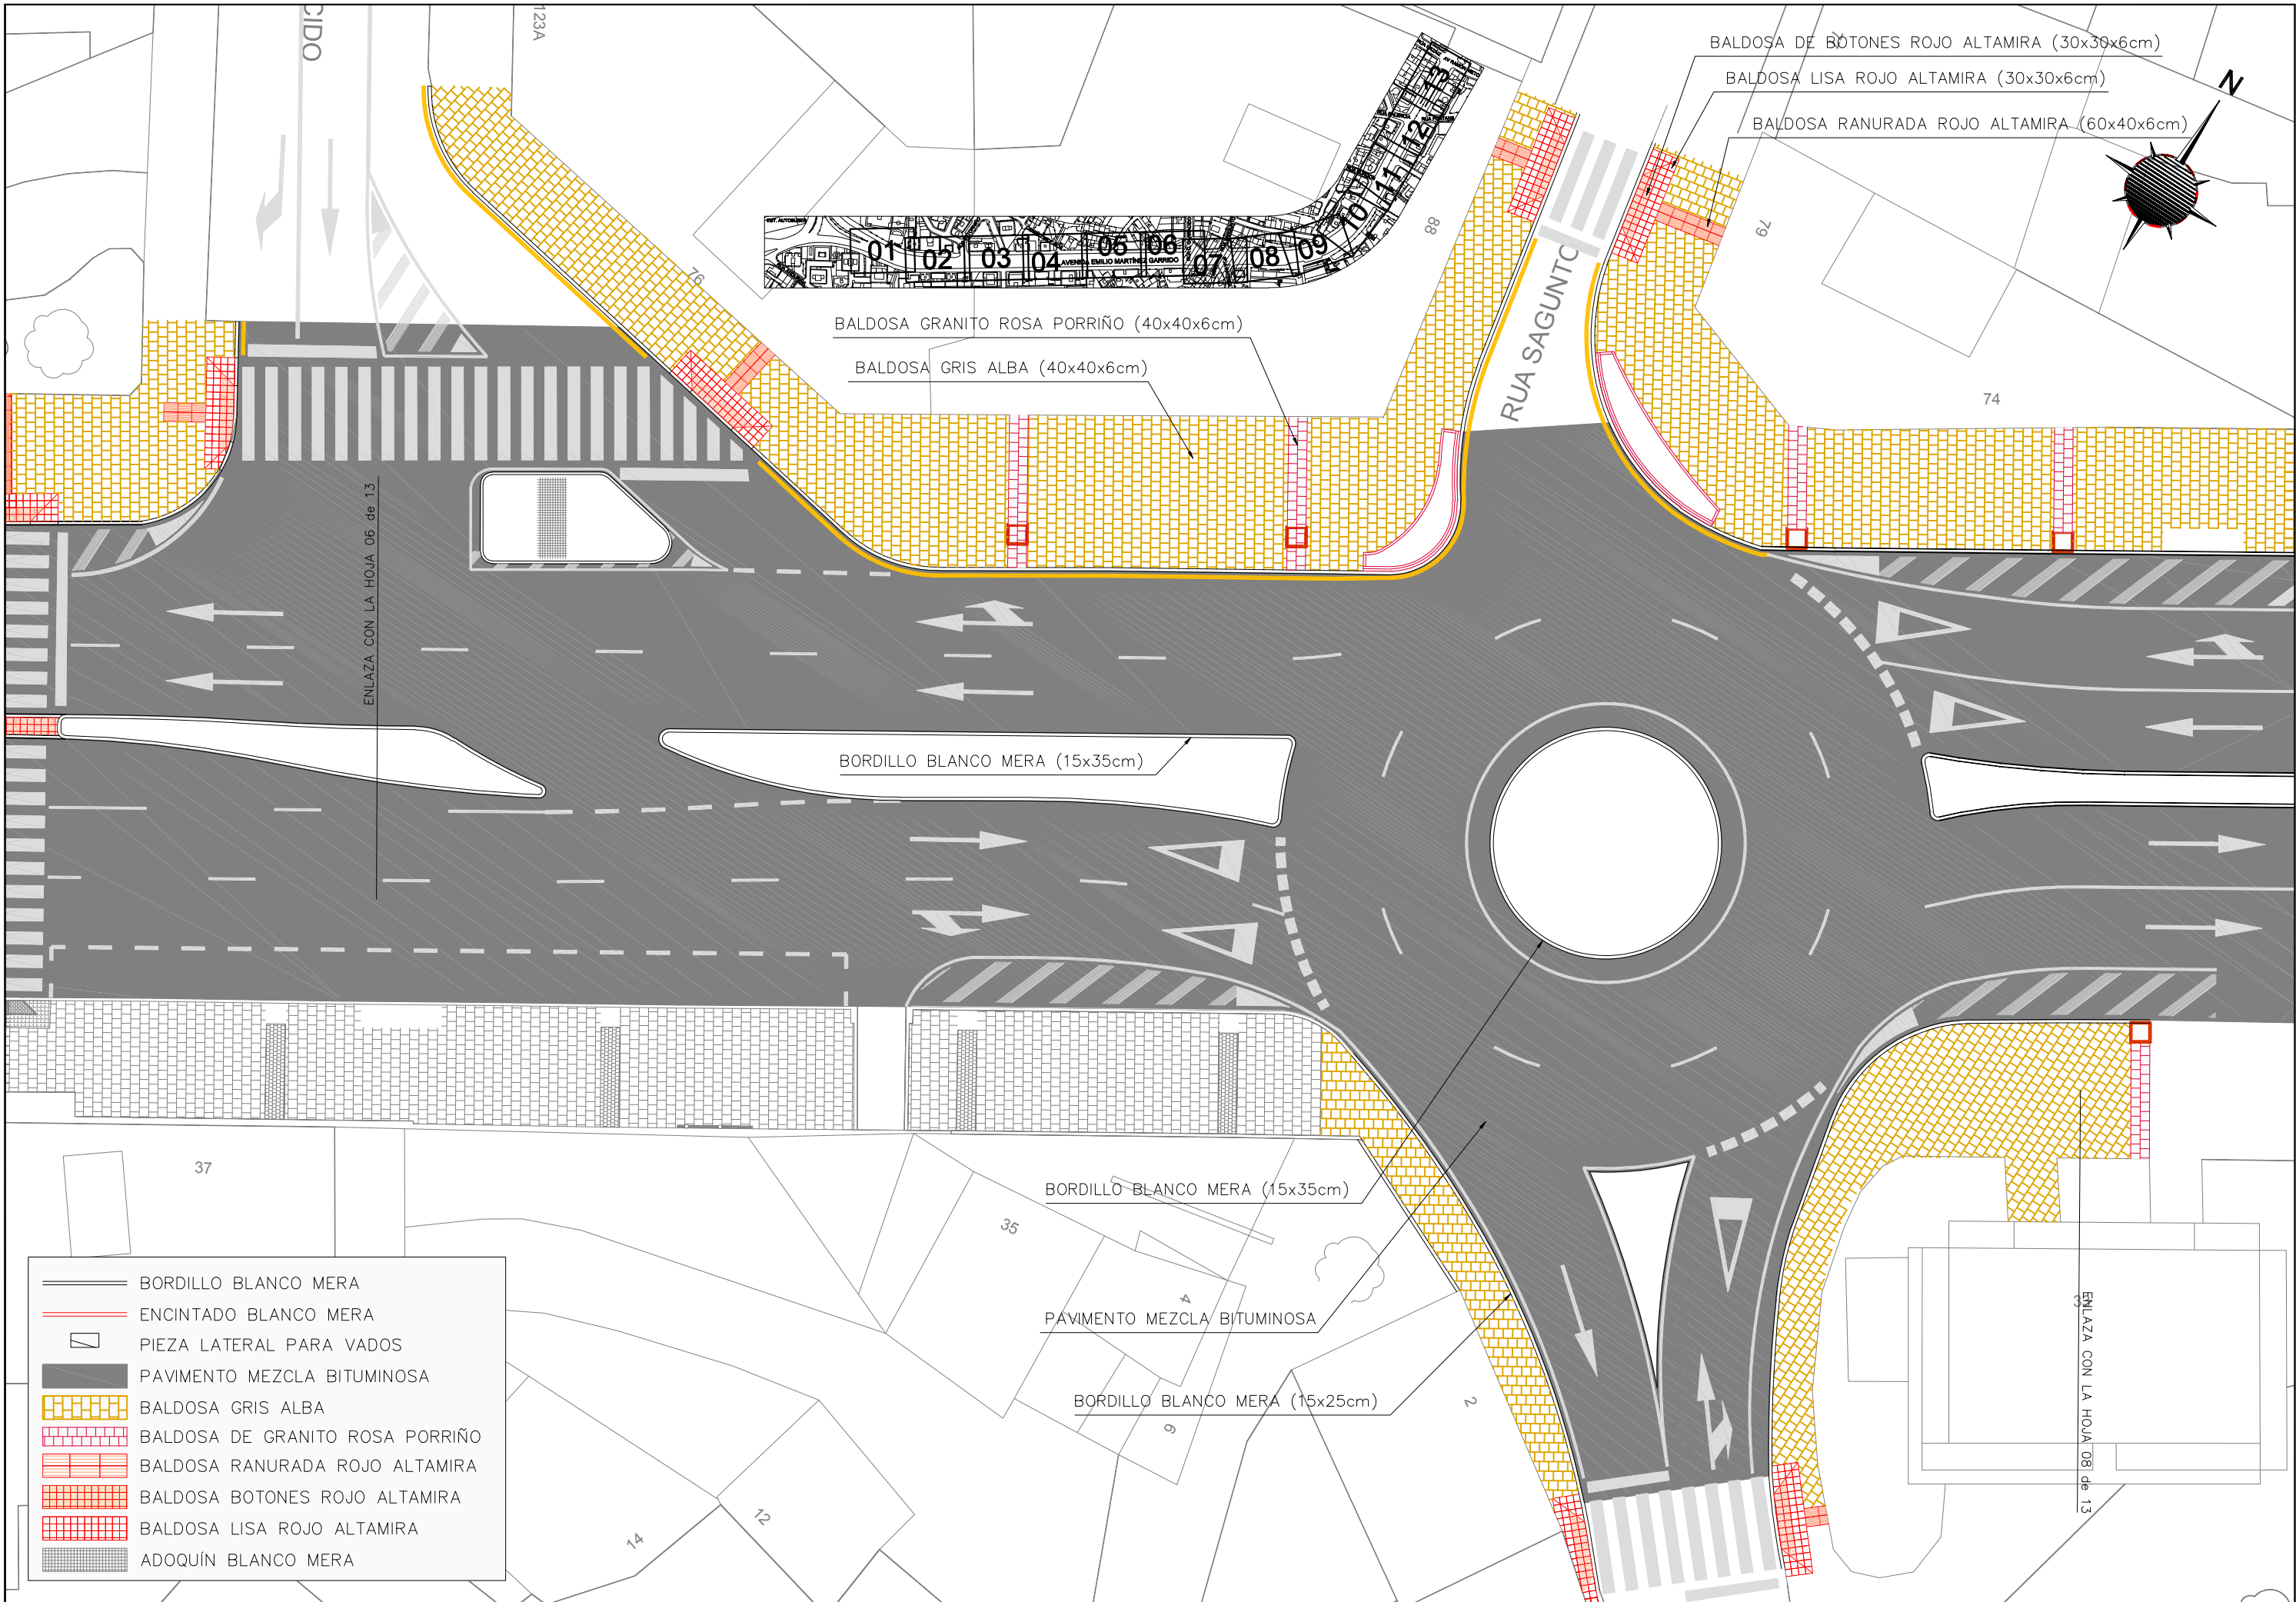 CIDO
123A
BALDOSA DE BOTONES ROJO ALTAMIRA (30x30x6cm)
BALDOSA LISA ROJO ALTAMIRA (30x30x6cm)
BALDOSA RANURADA ROJO ALTAMIRA (60x40x6cm)
N
76
88
79
01
02
03
04
05
06
07
08
09
10
11
12
13
AVENIDA EMILIO MARTÍNEZ GARRIDO
RUA SAGUNTO
BALDOSA GRANITO ROSA PORRIÑO (40x40x6cm)
BALDOSA GRIS ALBA (40x40x6cm)
74
ENLAZA CON LA HOJA 06 de 13
BORDILLO BLANCO MERA (15x35cm)
37
35
BORDILLO BLANCO MERA (15x35cm)
4
PAVIMENTO MEZCLA BITUMINOSA
BORDILLO BLANCO MERA (15x25cm)
6
2
14
12
ENLAZA CON LA HOJA 08 de 13
BORDILLO BLANCO MERA
ENCINTADO BLANCO MERA
PIEZA LATERAL PARA VADOS
PAVIMENTO MEZCLA BITUMINOSA
BALDOSA GRIS ALBA
BALDOSA DE GRANITO ROSA PORRIÑO
BALDOSA RANURADA ROJO ALTAMIRA
BALDOSA BOTONES ROJO ALTAMIRA
BALDOSA LISA ROJO ALTAMIRA
ADOQUÍN BLANCO MERA